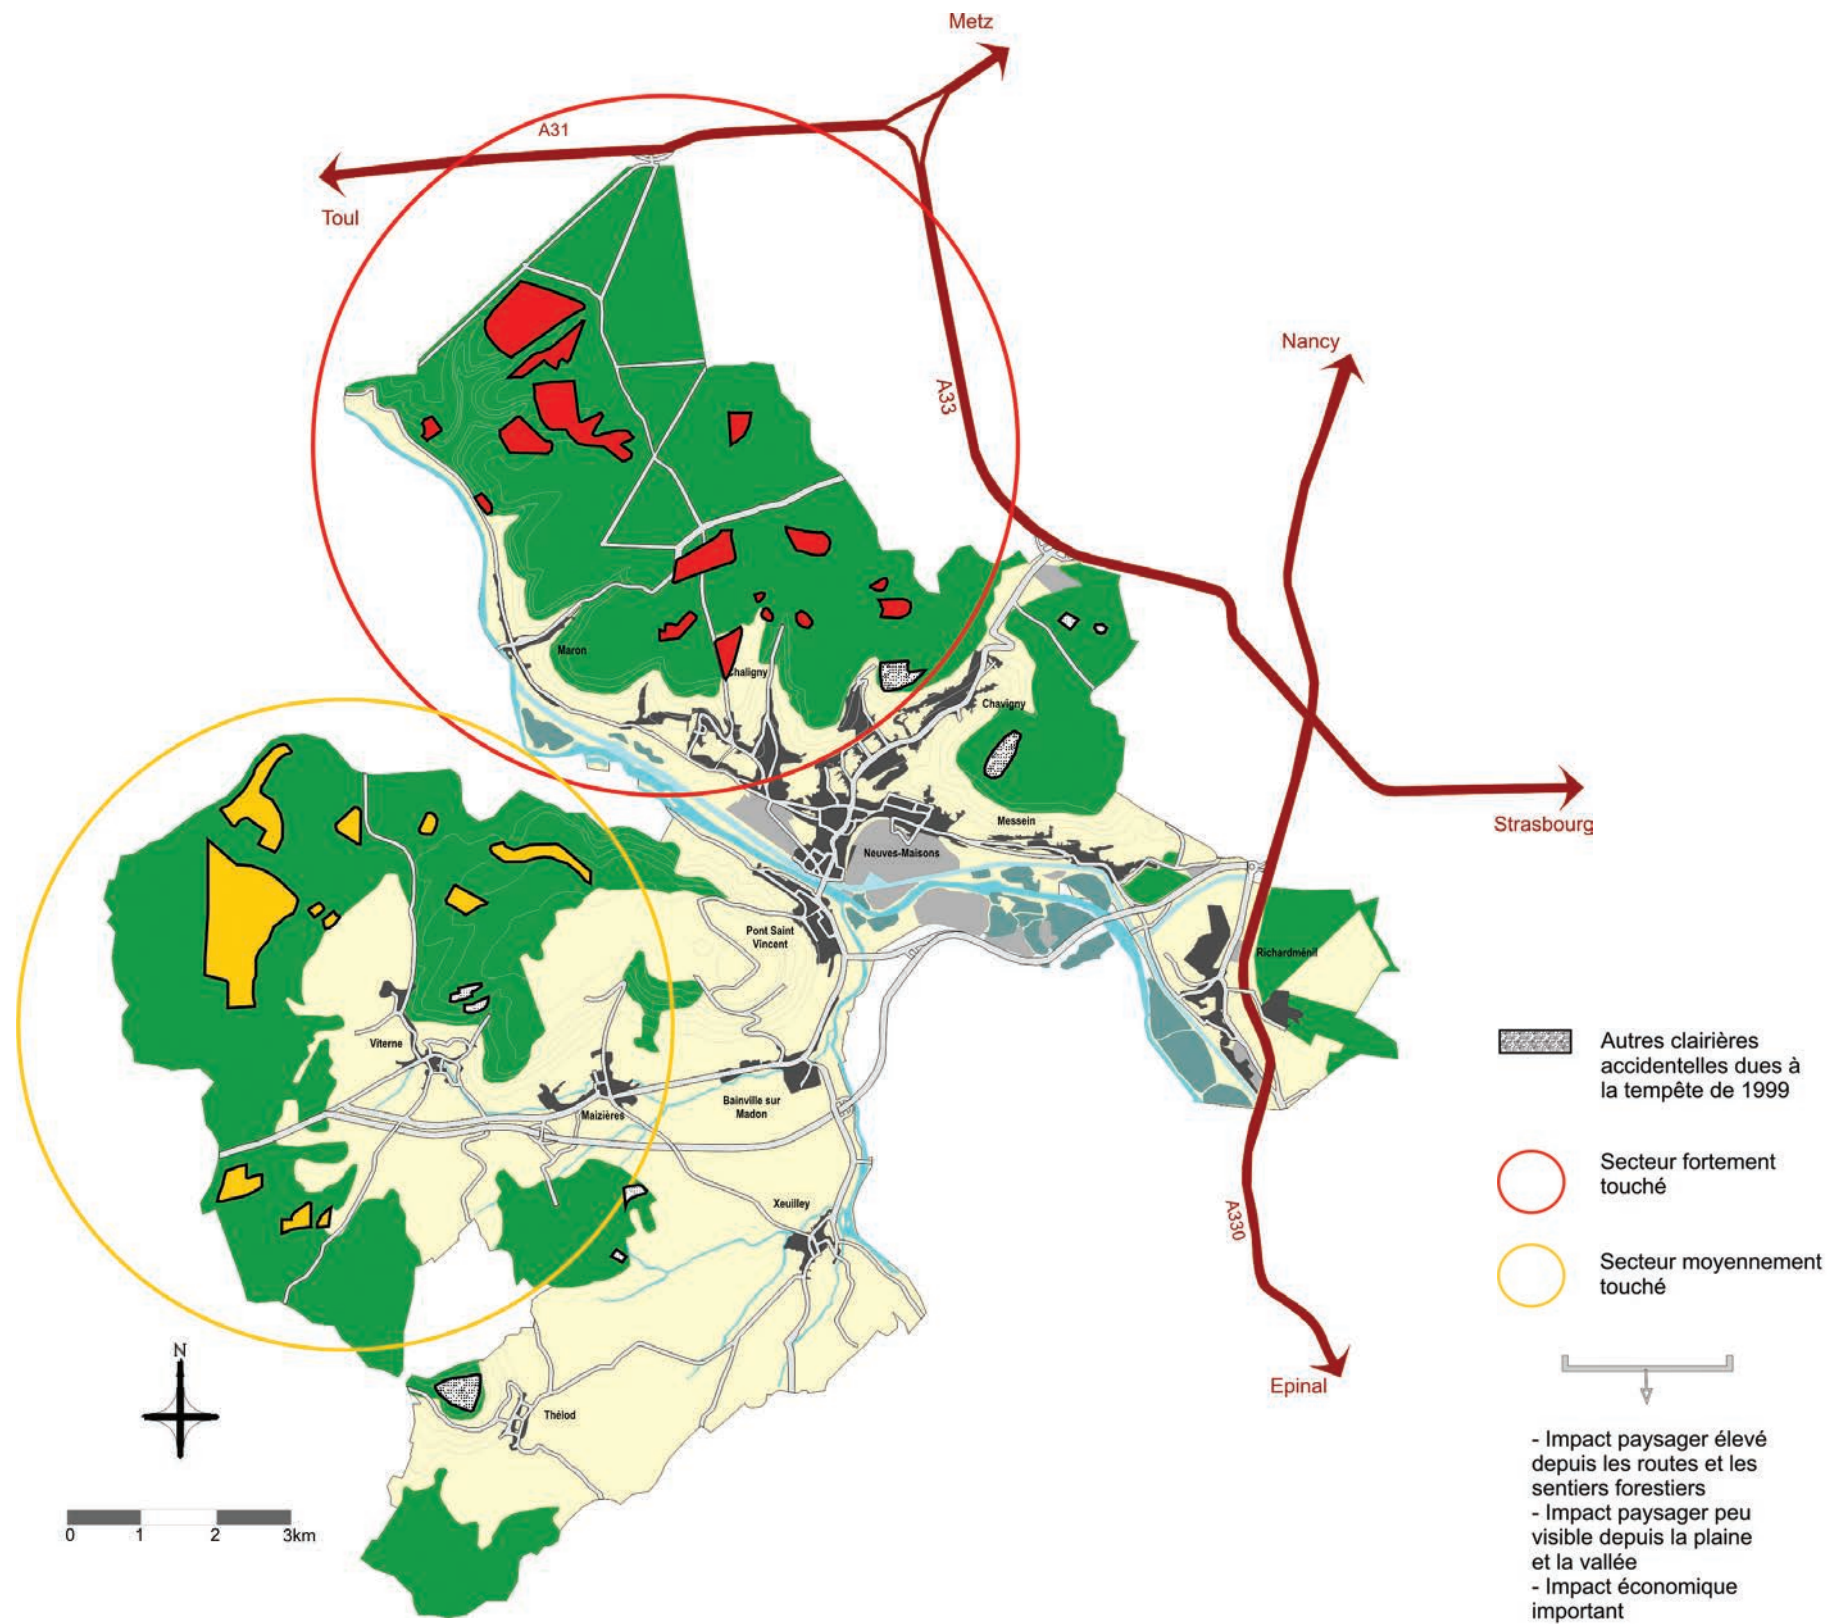 Metz
A31
Toul
Nancy
A33
Maron
Chaligny
Chavigny
Strasbourg
Messein
Neuves-Maisons
Pont Saint
Vincent
Richardménil
Viterne
Maizières
Bainville sur
Madon
Xeuilley
A330
Epinal
Thélod
N
0 1 2 3km
Autres clairières
accidentelles dues à
la tempête de 1999
Secteur fortement
touché
Secteur moyennement
touché
- Impact paysager élevé
depuis les routes et les
sentiers forestiers
- Impact paysager peu
visible depuis la plaine
et la vallée
- Impact économique
important